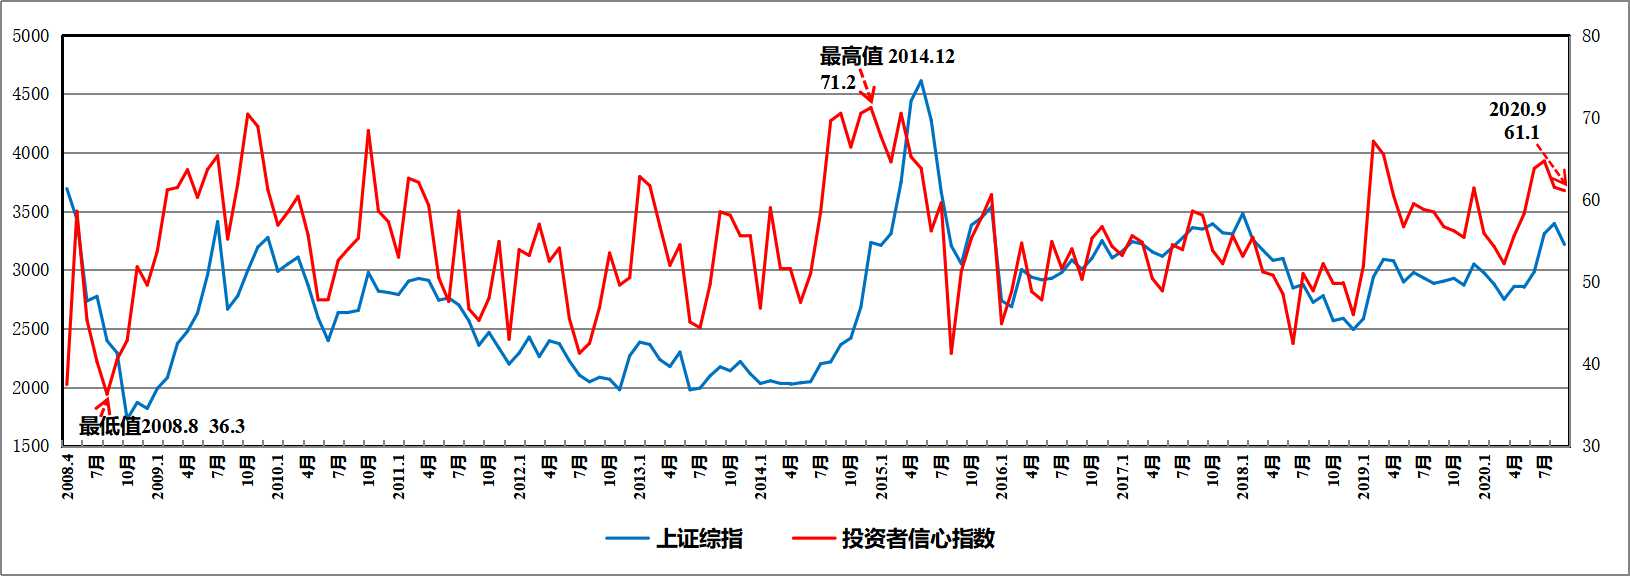 5000
4500
4000
3500
3000
2500
2000
1500
80
70
60
50
40
30
最高值 2014.12
71.2
2020.9
61.1
最低值2008.8 36.3
2008.4
7月
10月
2009.1
4月
7月
10月
2010.1
4月
7月
10月
2011.1
4月
7月
10月
2012.1
4月
7月
10月
2013.1
4月
7月
10月
2014.1
4月
7月
10月
2015.1
4月
7月
10月
2016.1
4月
7月
10月
2017.1
4月
7月
10月
2018.1
4月
7月
10月
2019.1
4月
7月
10月
2020.1
4月
7月
上证综指
投资者信心指数